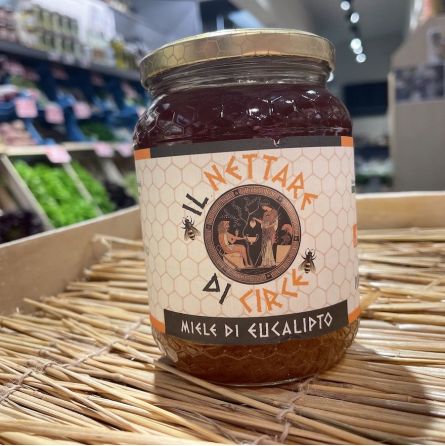 IL NETTARE
DI CIRCE
MIELE DI EUCALIPTO